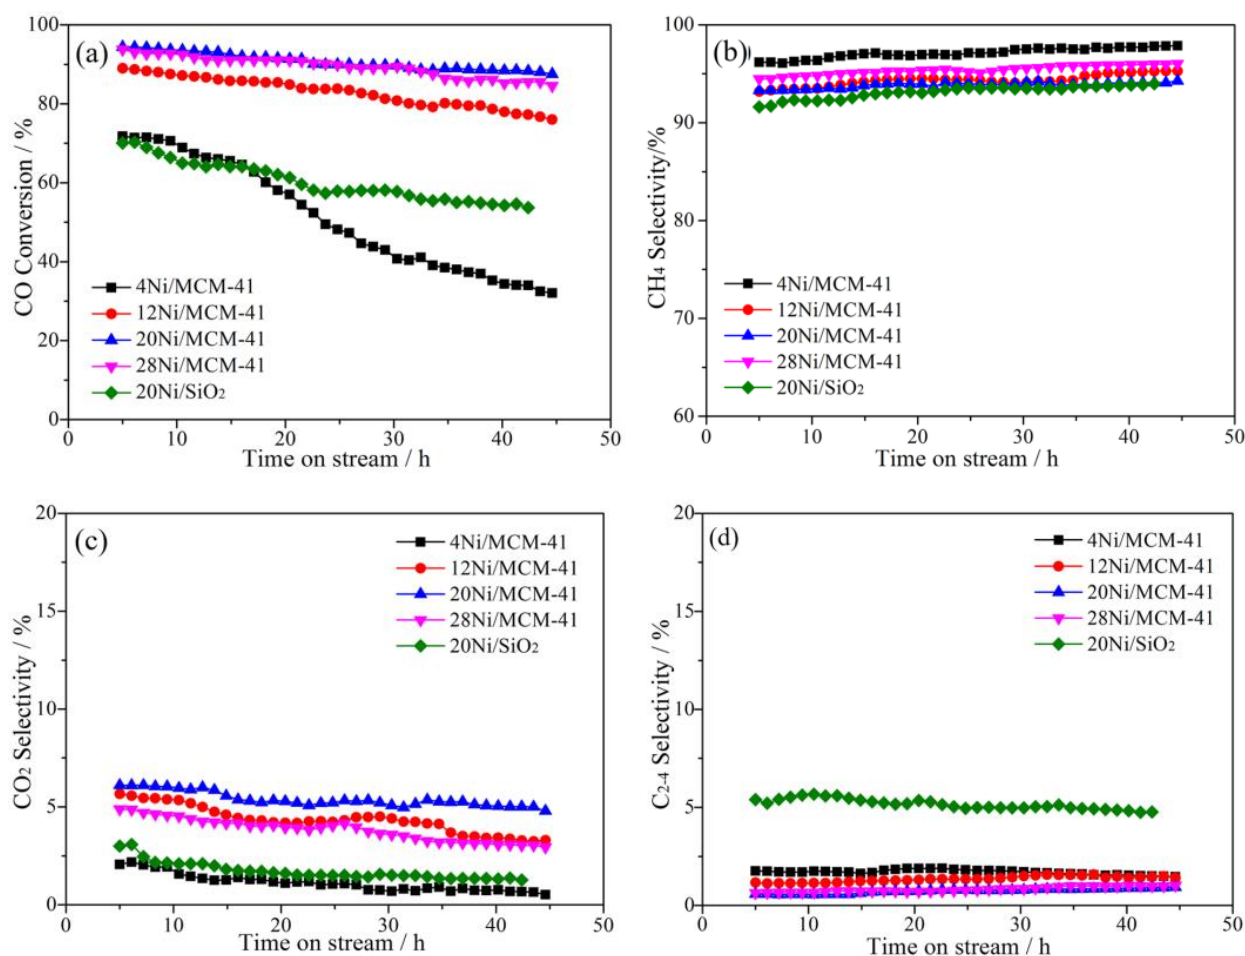 (a)
CO Conversion / %
100
80
60
40
20
0
4Ni/MCM-41
12Ni/MCM-41
20Ni/MCM-41
28Ni/MCM-41
20Ni/SiO₂
0 10 20 30 40 50
Time on stream / h
(b)
CH₄ Selectivity/%
100
90
80
70
60
4Ni/MCM-41
12Ni/MCM-41
20Ni/MCM-41
28Ni/MCM-41
20Ni/SiO₂
0 10 20 30 40 50
Time on stream / h
(c)
CO₂ Selectivity / %
20
15
10
5
0
4Ni/MCM-41
12Ni/MCM-41
20Ni/MCM-41
28Ni/MCM-41
20Ni/SiO₂
0 10 20 30 40 50
Time on stream / h
(d)
C₂₋₄ Selectivity / %
20
15
10
5
0
4Ni/MCM-41
12Ni/MCM-41
20Ni/MCM-41
28Ni/MCM-41
20Ni/SiO₂
0 10 20 30 40 50
Time on stream / h